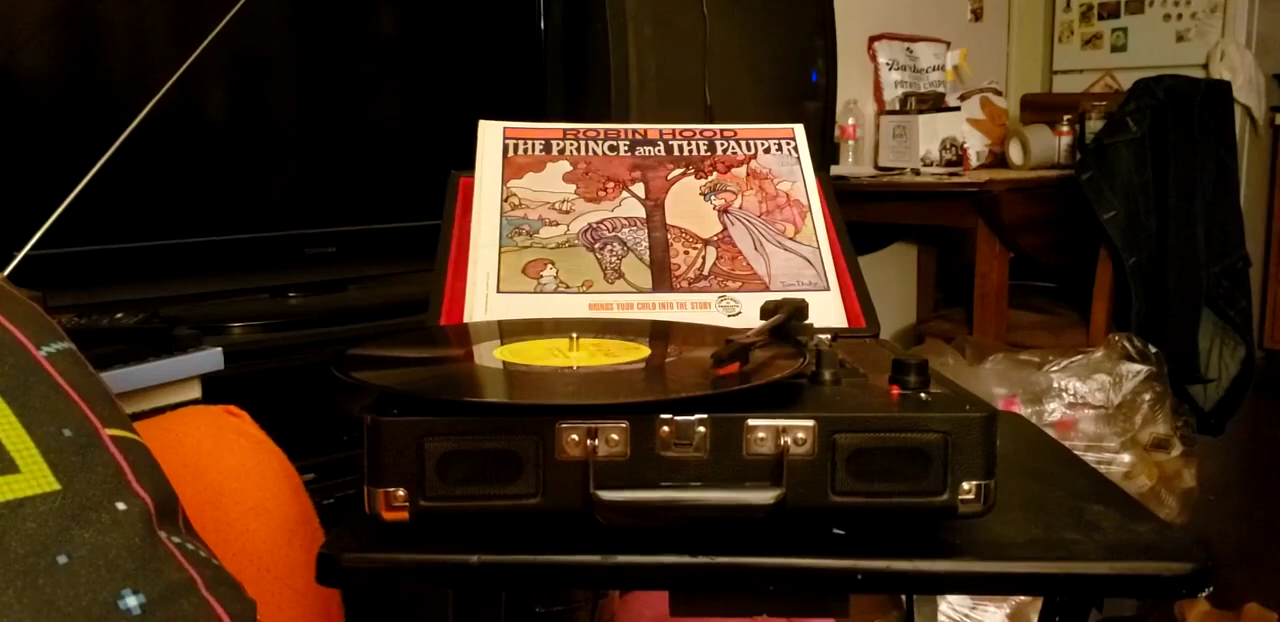 ROBIN HOOD
THE PRINCE and THE PAUPER
BRINGS YOUR CHILD INTO THE STORY
Barbecue
POTATO CHIPS